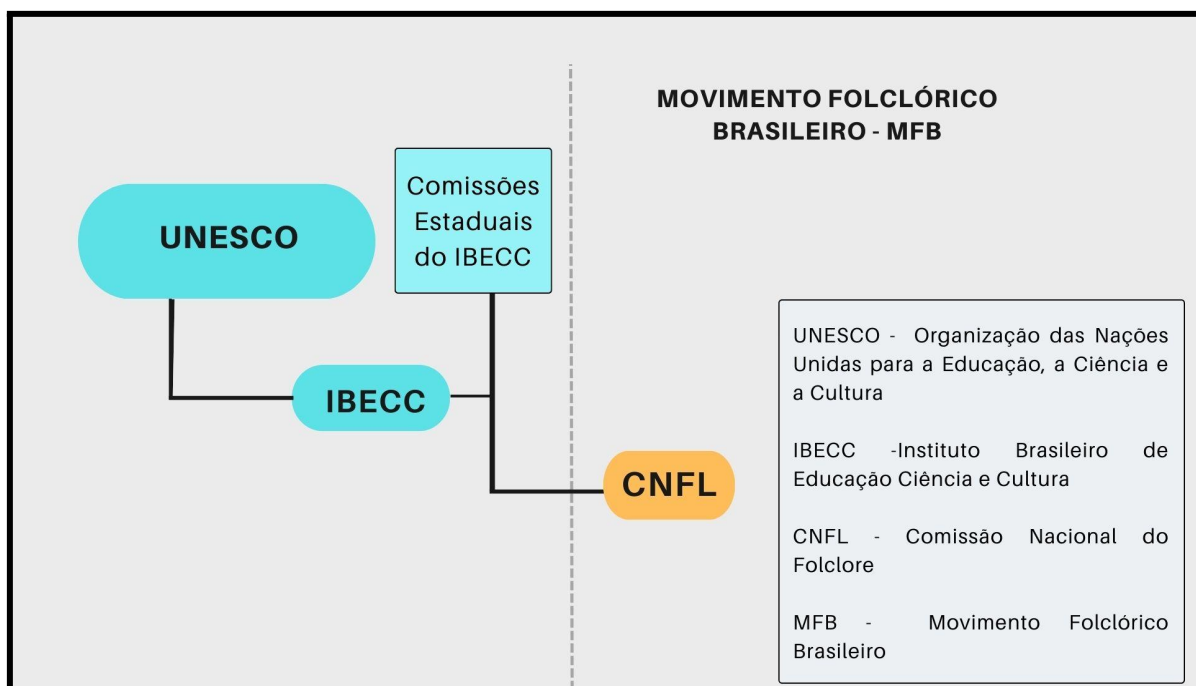 MOVIMENTO FOLCLÓRICO
BRASILEIRO - MFB
Comissões
Estaduais
do IBECC
UNESCO
IBECC
CNFL
UNESCO - Organização das Nações
Unidas para a Educação, a Ciência e
a Cultura
IBECC -Instituto Brasileiro de
Educação Ciência e Cultura
CNFL - Comissão Nacional do
Folclore
MFB - Movimento Folclórico
Brasileiro